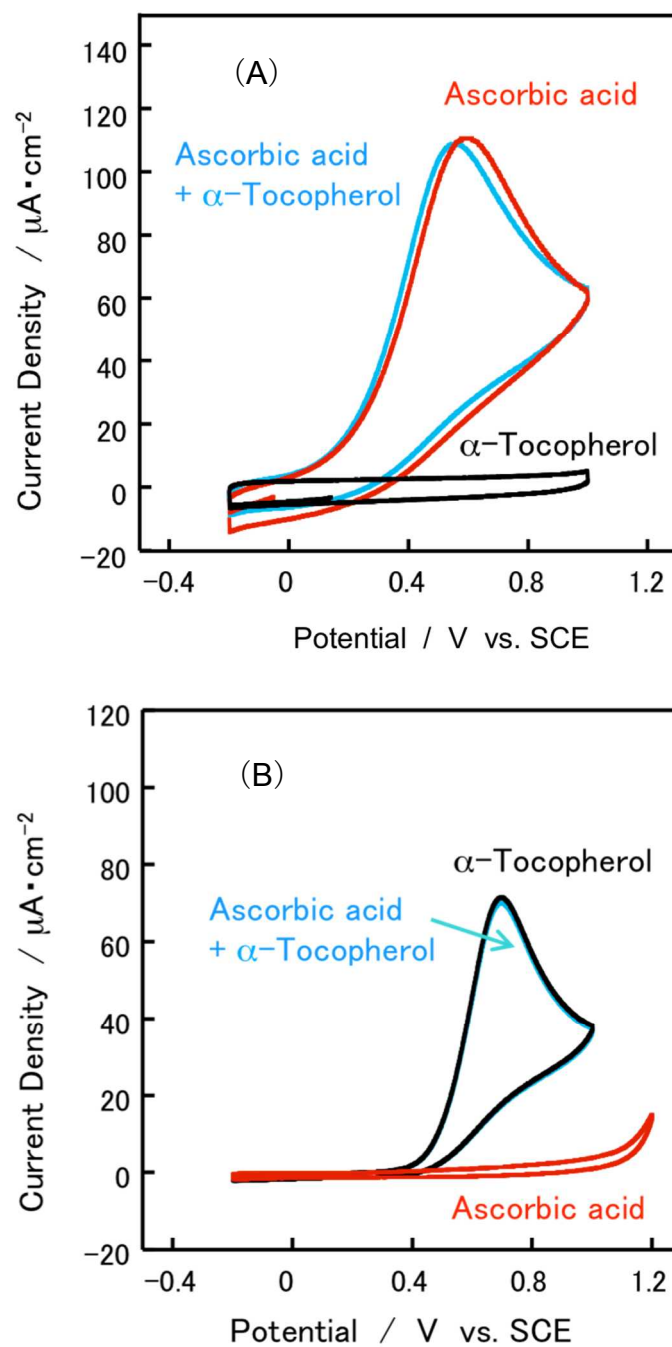 (A)
Ascorbic acid
Ascorbic acid
+ α-Tocopherol
α-Tocopherol
Current Density / μA・cm⁻²
140
120
100
80
60
40
20
0
-20
-0.4 0 0.4 0.8 1.2
Potential / V vs. SCE
(B)
α-Tocopherol
Ascorbic acid
+ α-Tocopherol
Ascorbic acid
Current Density / μA・cm⁻²
120
100
80
60
40
20
0
-20
-0.4 0 0.4 0.8 1.2
Potential / V vs. SCE